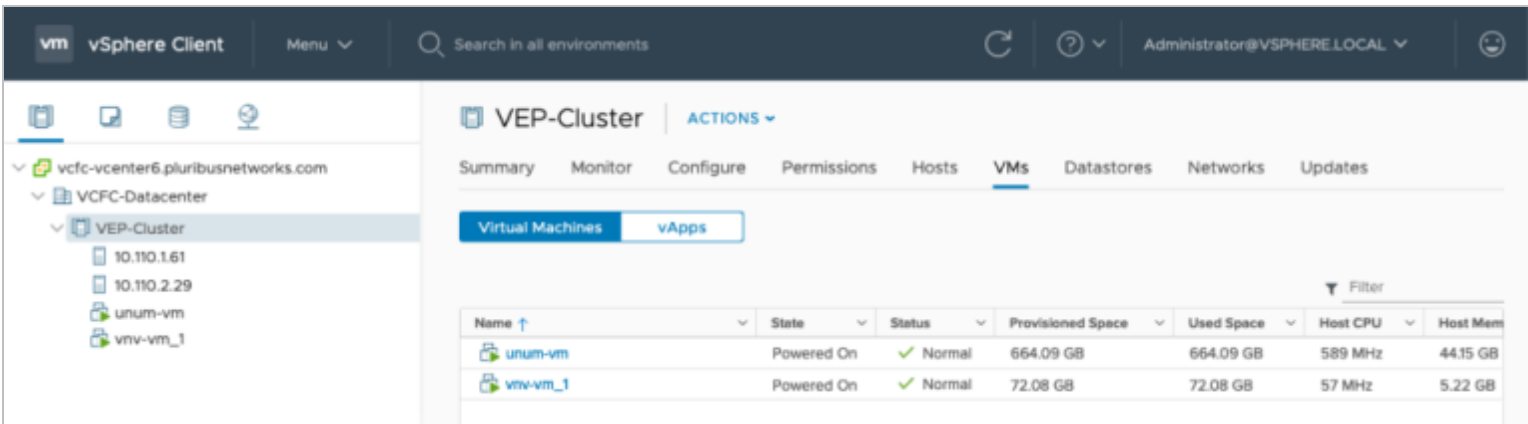 vm vSphere Client Menu Search in all environments Administrator@VSPHERE.LOCAL
VEP-Cluster ACTIONS
vcfc-vcenter6.pluribusnetworks.com
VCFC-Datacenter
VEP-Cluster
10.110.1.61
10.110.2.29
unum-vm
vnv-vm_1
Summary Monitor Configure Permissions Hosts VMs Datastores Networks Updates
Virtual Machines vApps
Filter
Name State Status Provisioned Space Used Space Host CPU Host Mem
unum-vm Powered On Normal 664.09 GB 664.09 GB 589 MHz 44.15 GB
vnv-vm_1 Powered On Normal 72.08 GB 72.08 GB 57 MHz 5.22 GB